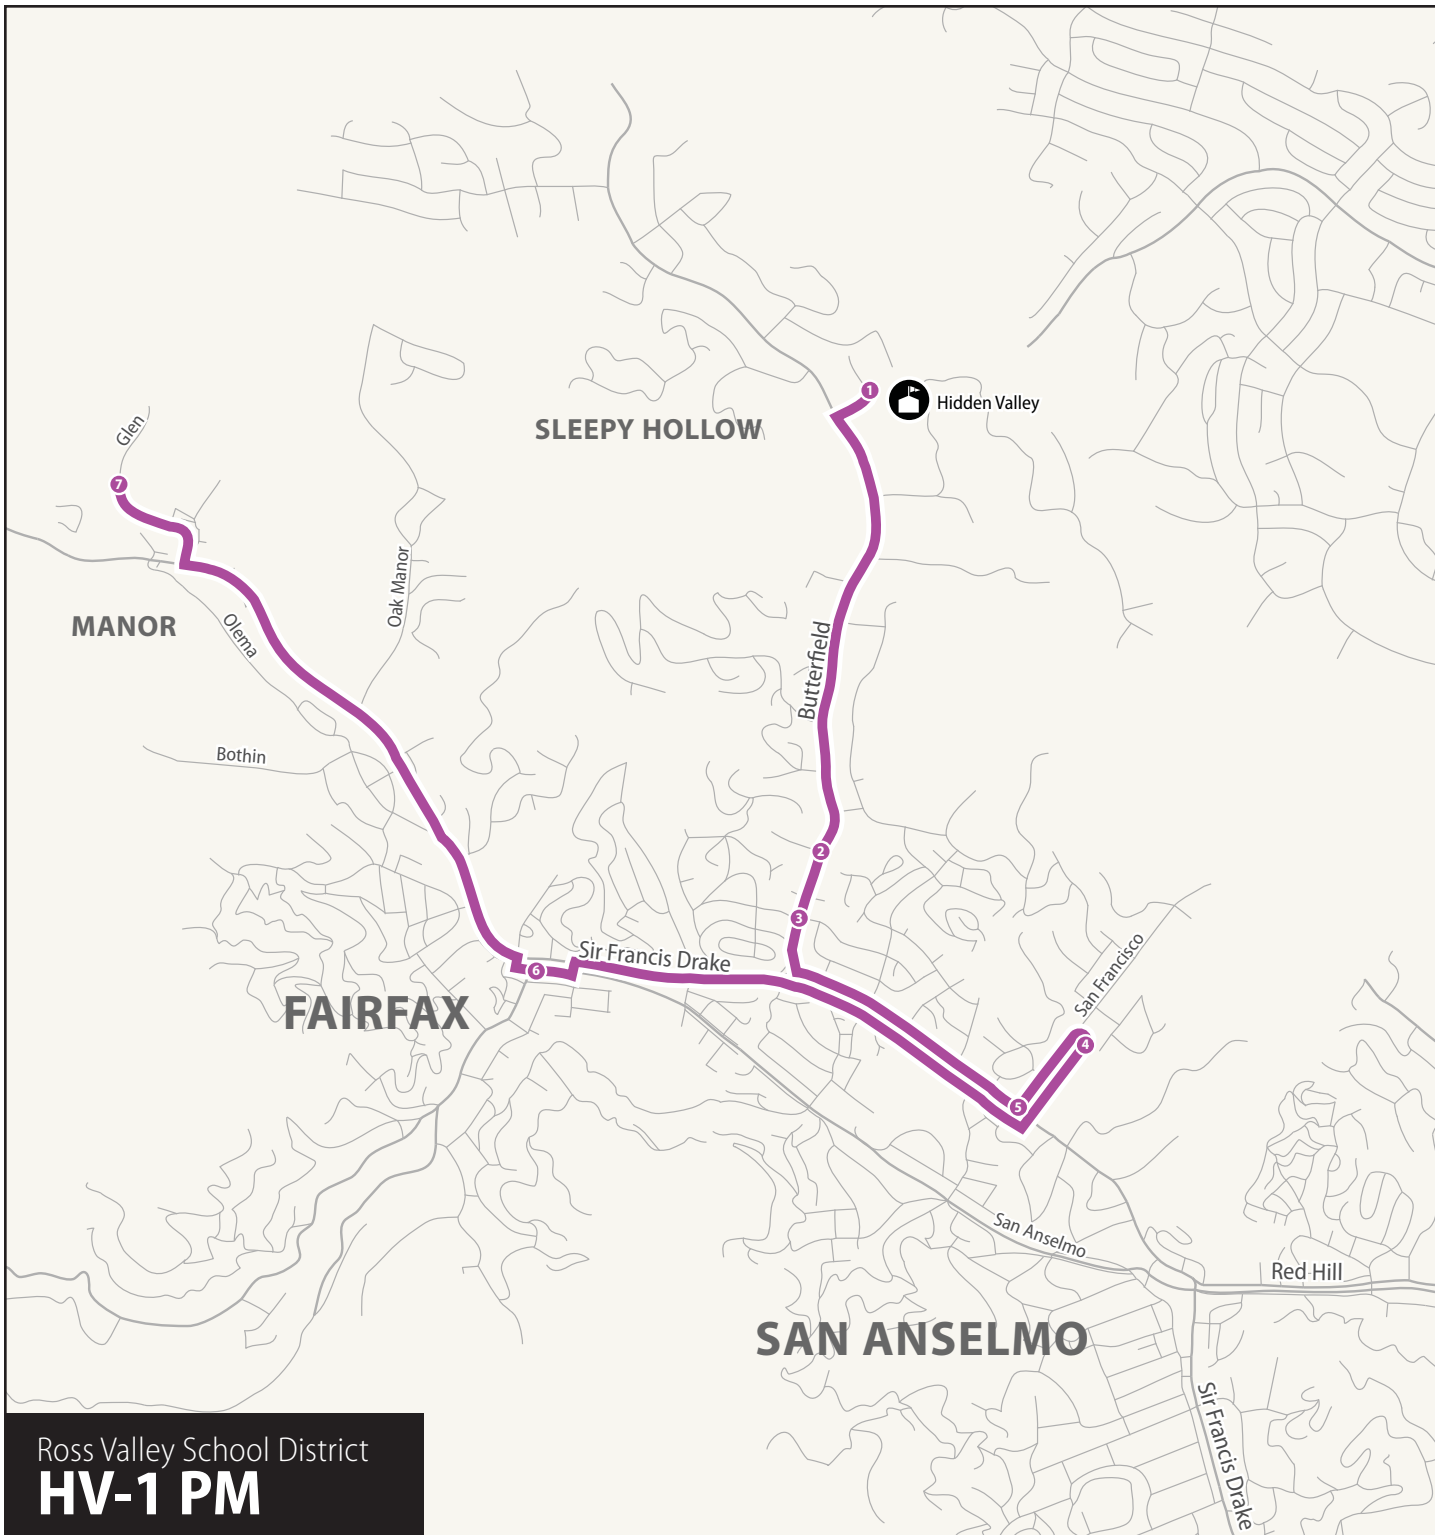 1
Hidden Valley
SLEEPY HOLLOW
Glen
7
Oak Manor
MANOR
Olema
Butterfield
Bothin
2
3
Sir Francis Drake
6
San Francisco
FAIRFAX
4
5
San Anselmo
Red Hill
SAN ANSELMO
Sir Francis Drake
Ross Valley School District
HV-1 PM